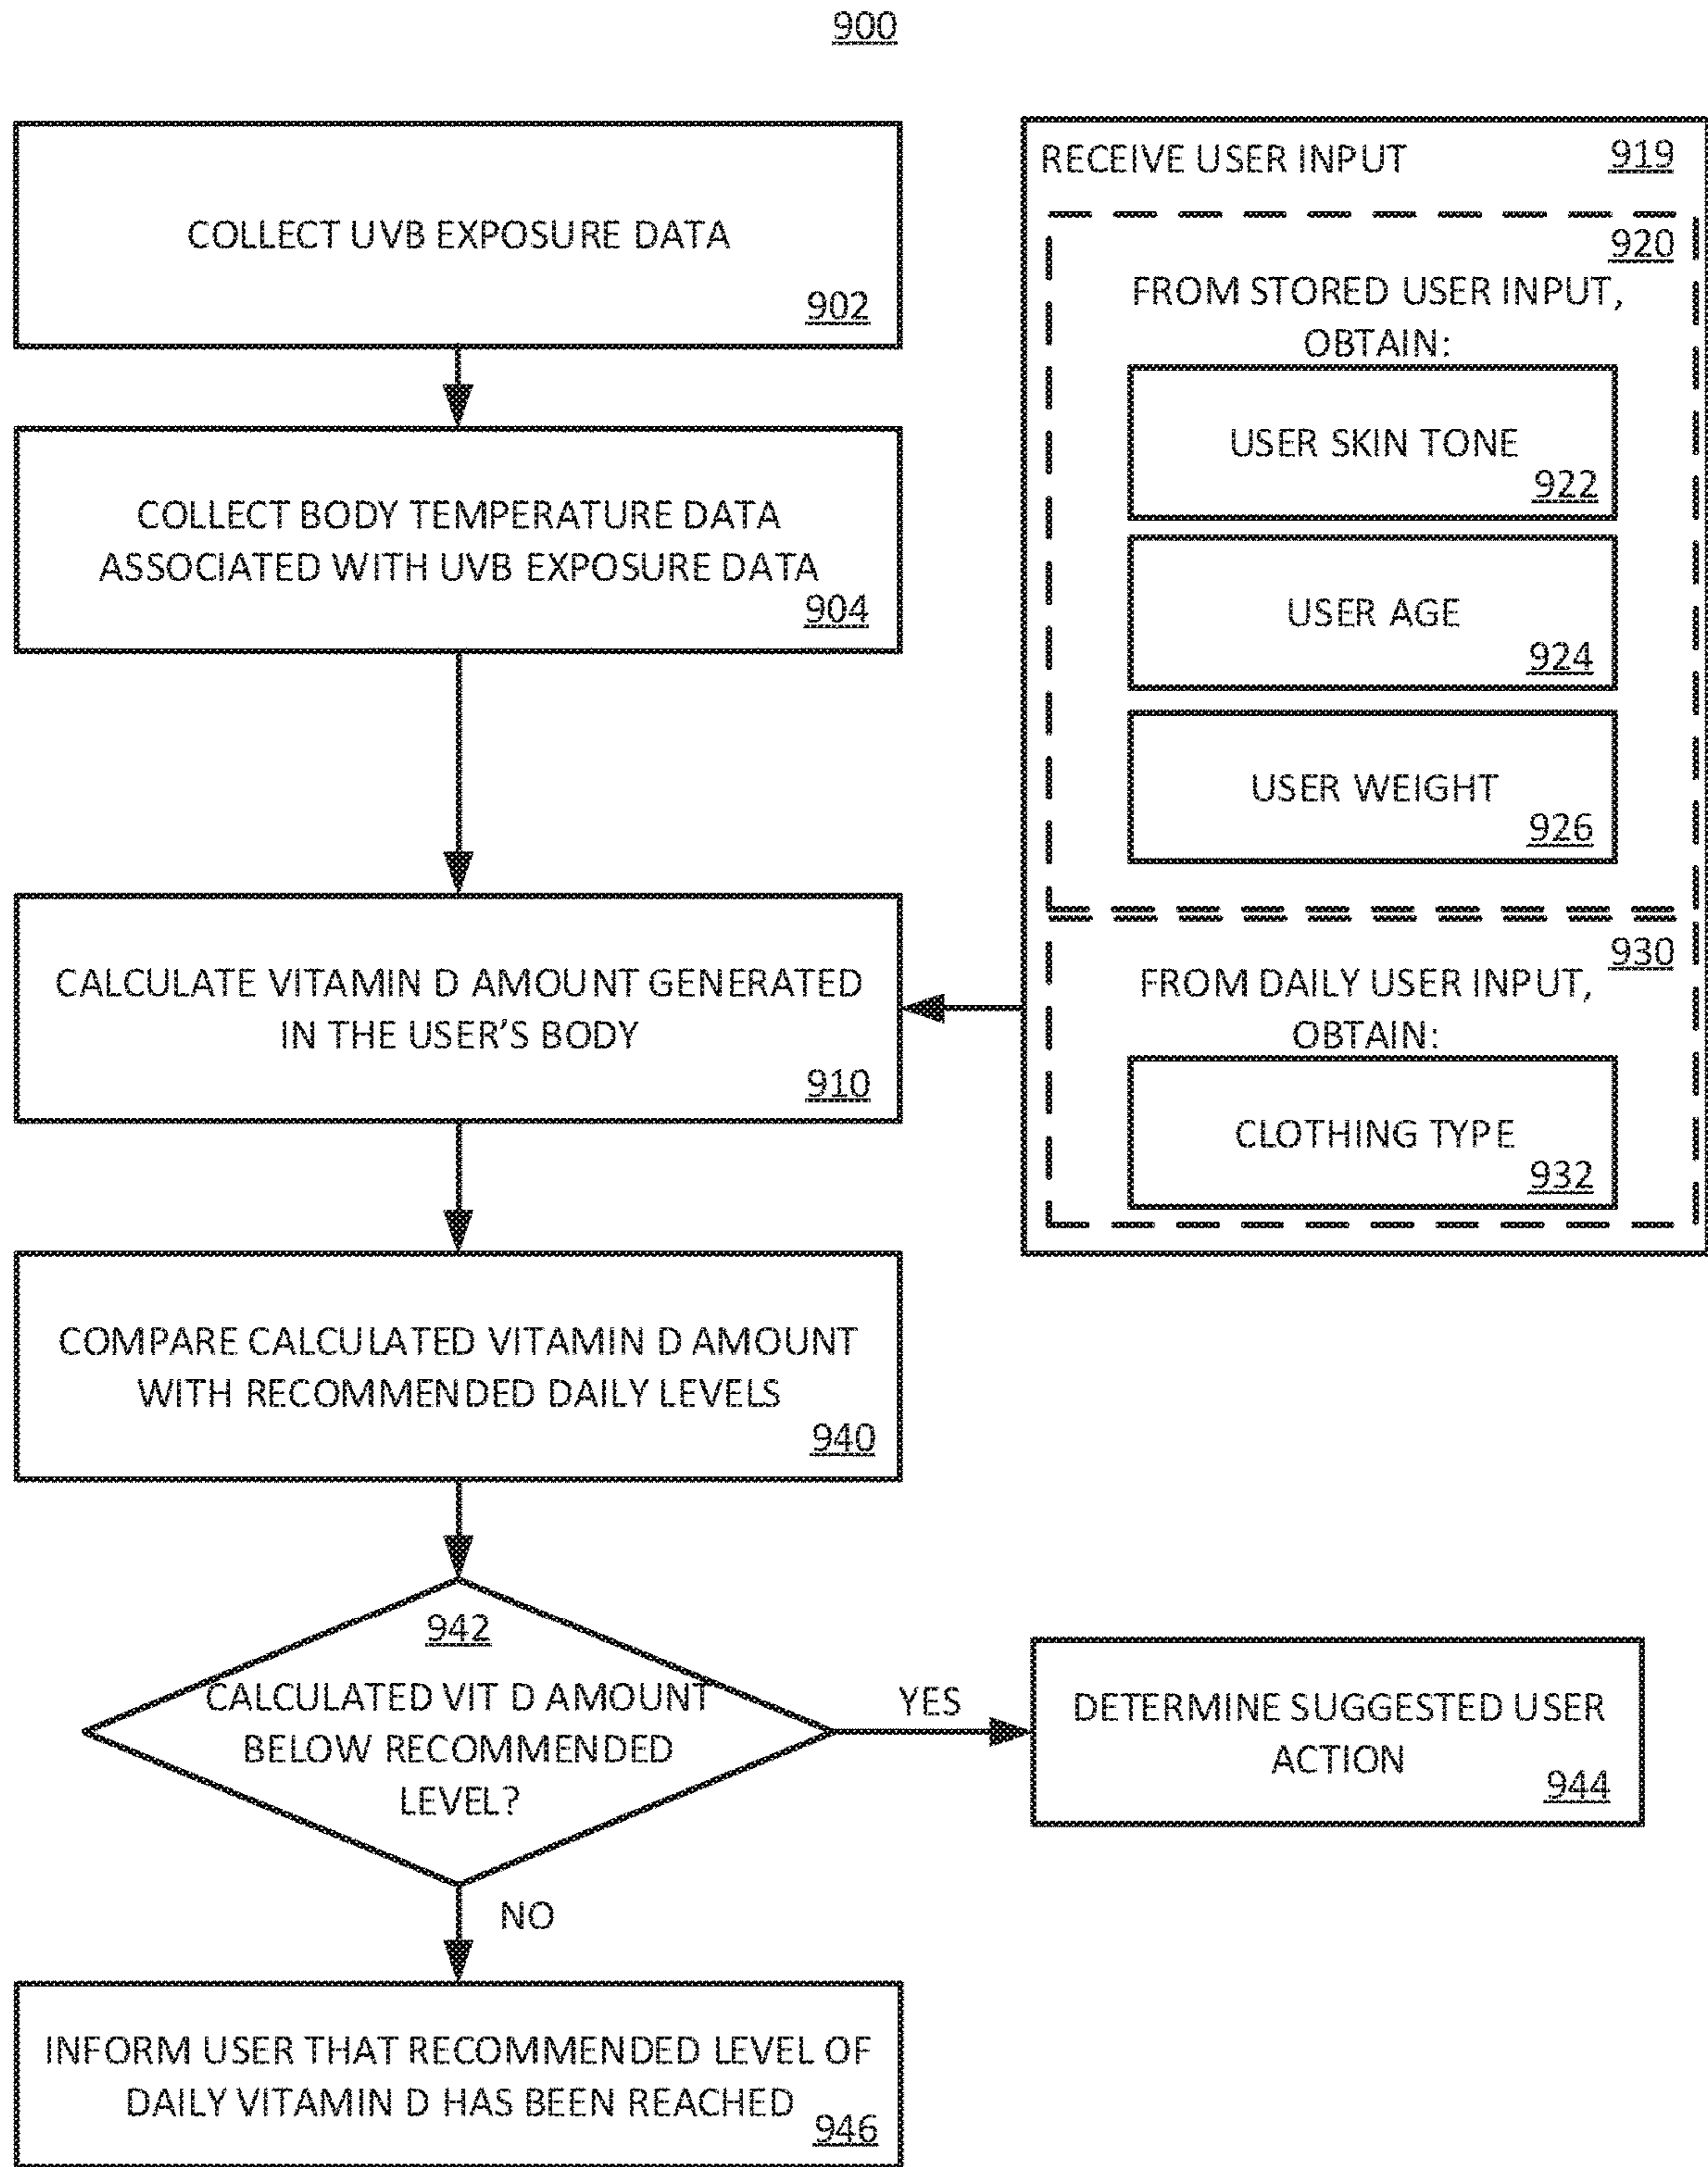 900
COLLECT UVB EXPOSURE DATA
902
COLLECT BODY TEMPERATURE DATA
ASSOCIATED WITH UVB EXPOSURE DATA
904
RECEIVE USER INPUT
919
920
FROM STORED USER INPUT,
OBTAIN:
USER SKIN TONE
922
USER AGE
924
USER WEIGHT
926
930
FROM DAILY USER INPUT,
OBTAIN:
CLOTHING TYPE
932
CALCULATE VITAMIN D AMOUNT GENERATED
IN THE USER'S BODY
910
COMPARE CALCULATED VITAMIN D AMOUNT
WITH RECOMMENDED DAILY LEVELS
940
942
CALCULATED VIT D AMOUNT
BELOW RECOMMENDED
LEVEL?
YES
DETERMINE SUGGESTED USER
ACTION
944
NO
INFORM USER THAT RECOMMENDED LEVEL OF
DAILY VITAMIN D HAS BEEN REACHED
946